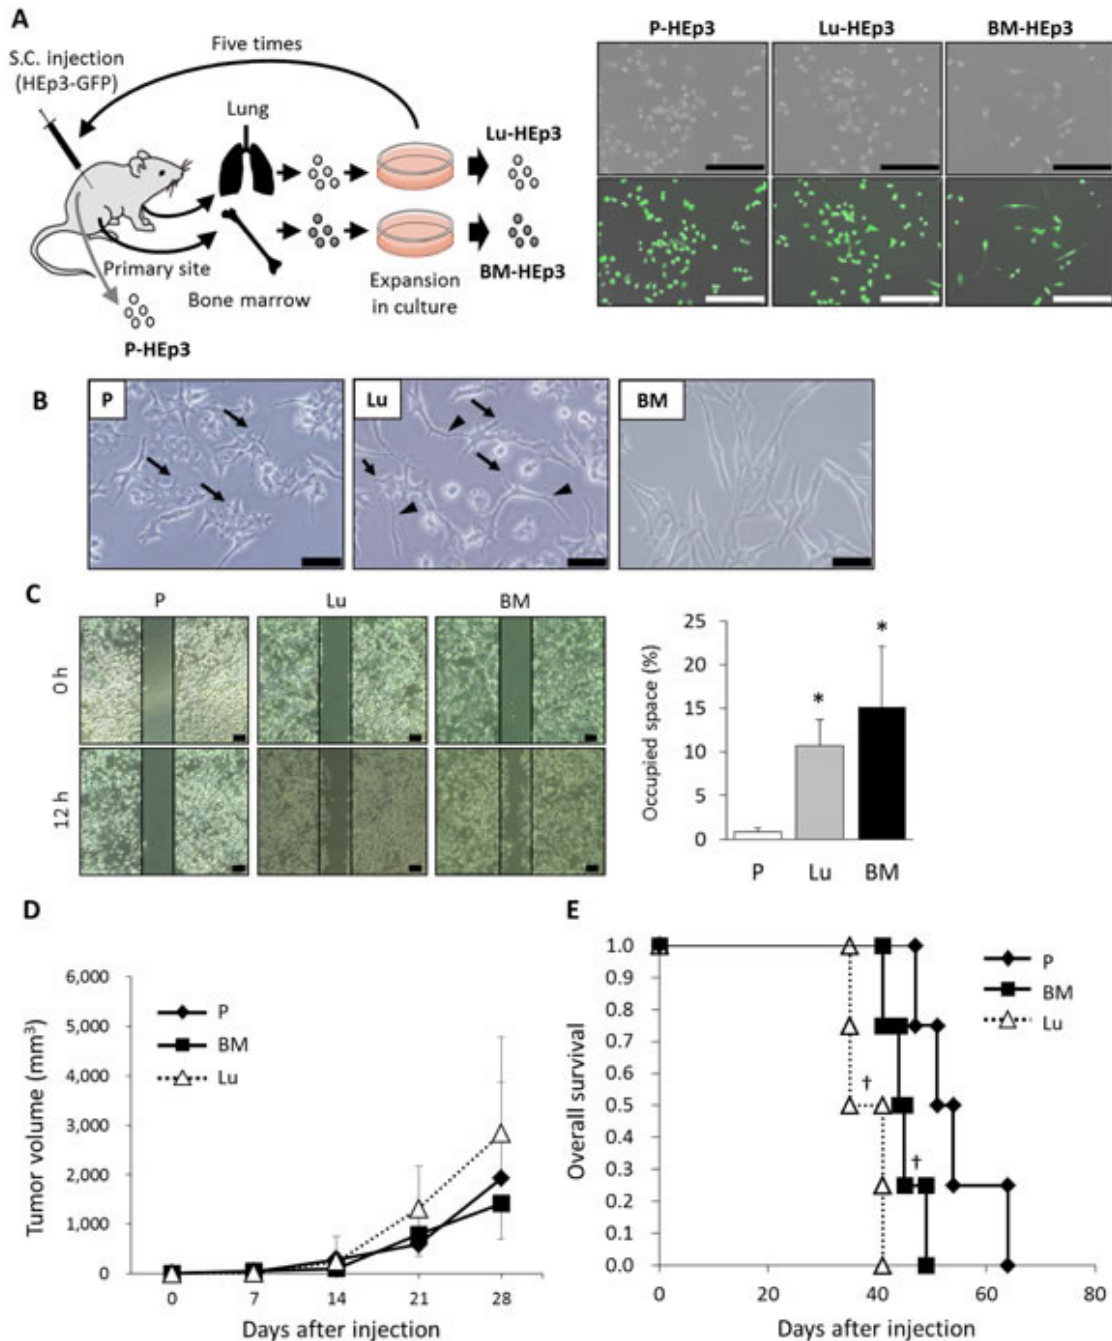 A
S.C. injection
(HEp3-GFP)
Five times
Lung
Lu-HEp3
Primary site
Bone marrow
Expansion
in culture
BM-HEp3
P-HEp3
P-HEp3 Lu-HEp3 BM-HEp3
B
P
Lu
BM
C
P Lu BM
0 h
12 h
Occupied space (%)
25
20
15
10
5
0
*
*
P Lu BM
D
Tumor volume (mm³)
6,000
5,000
4,000
3,000
2,000
1,000
0
P
BM
Lu
0 7 14 21 28
Days after injection
E
Overall survival
1.0
0.9
0.8
0.7
0.6
0.5
0.4
0.3
0.2
0.1
0.0
P
BM
Lu
†
†
0 20 40 60 80
Days after injection